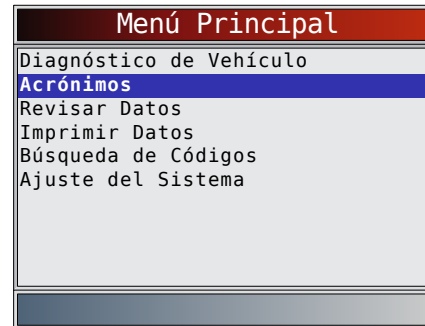 Menú Principal
Diagnóstico de Vehículo
Acrónimos
Revisar Datos
Imprimir Datos
Búsqueda de Códigos
Ajuste del Sistema